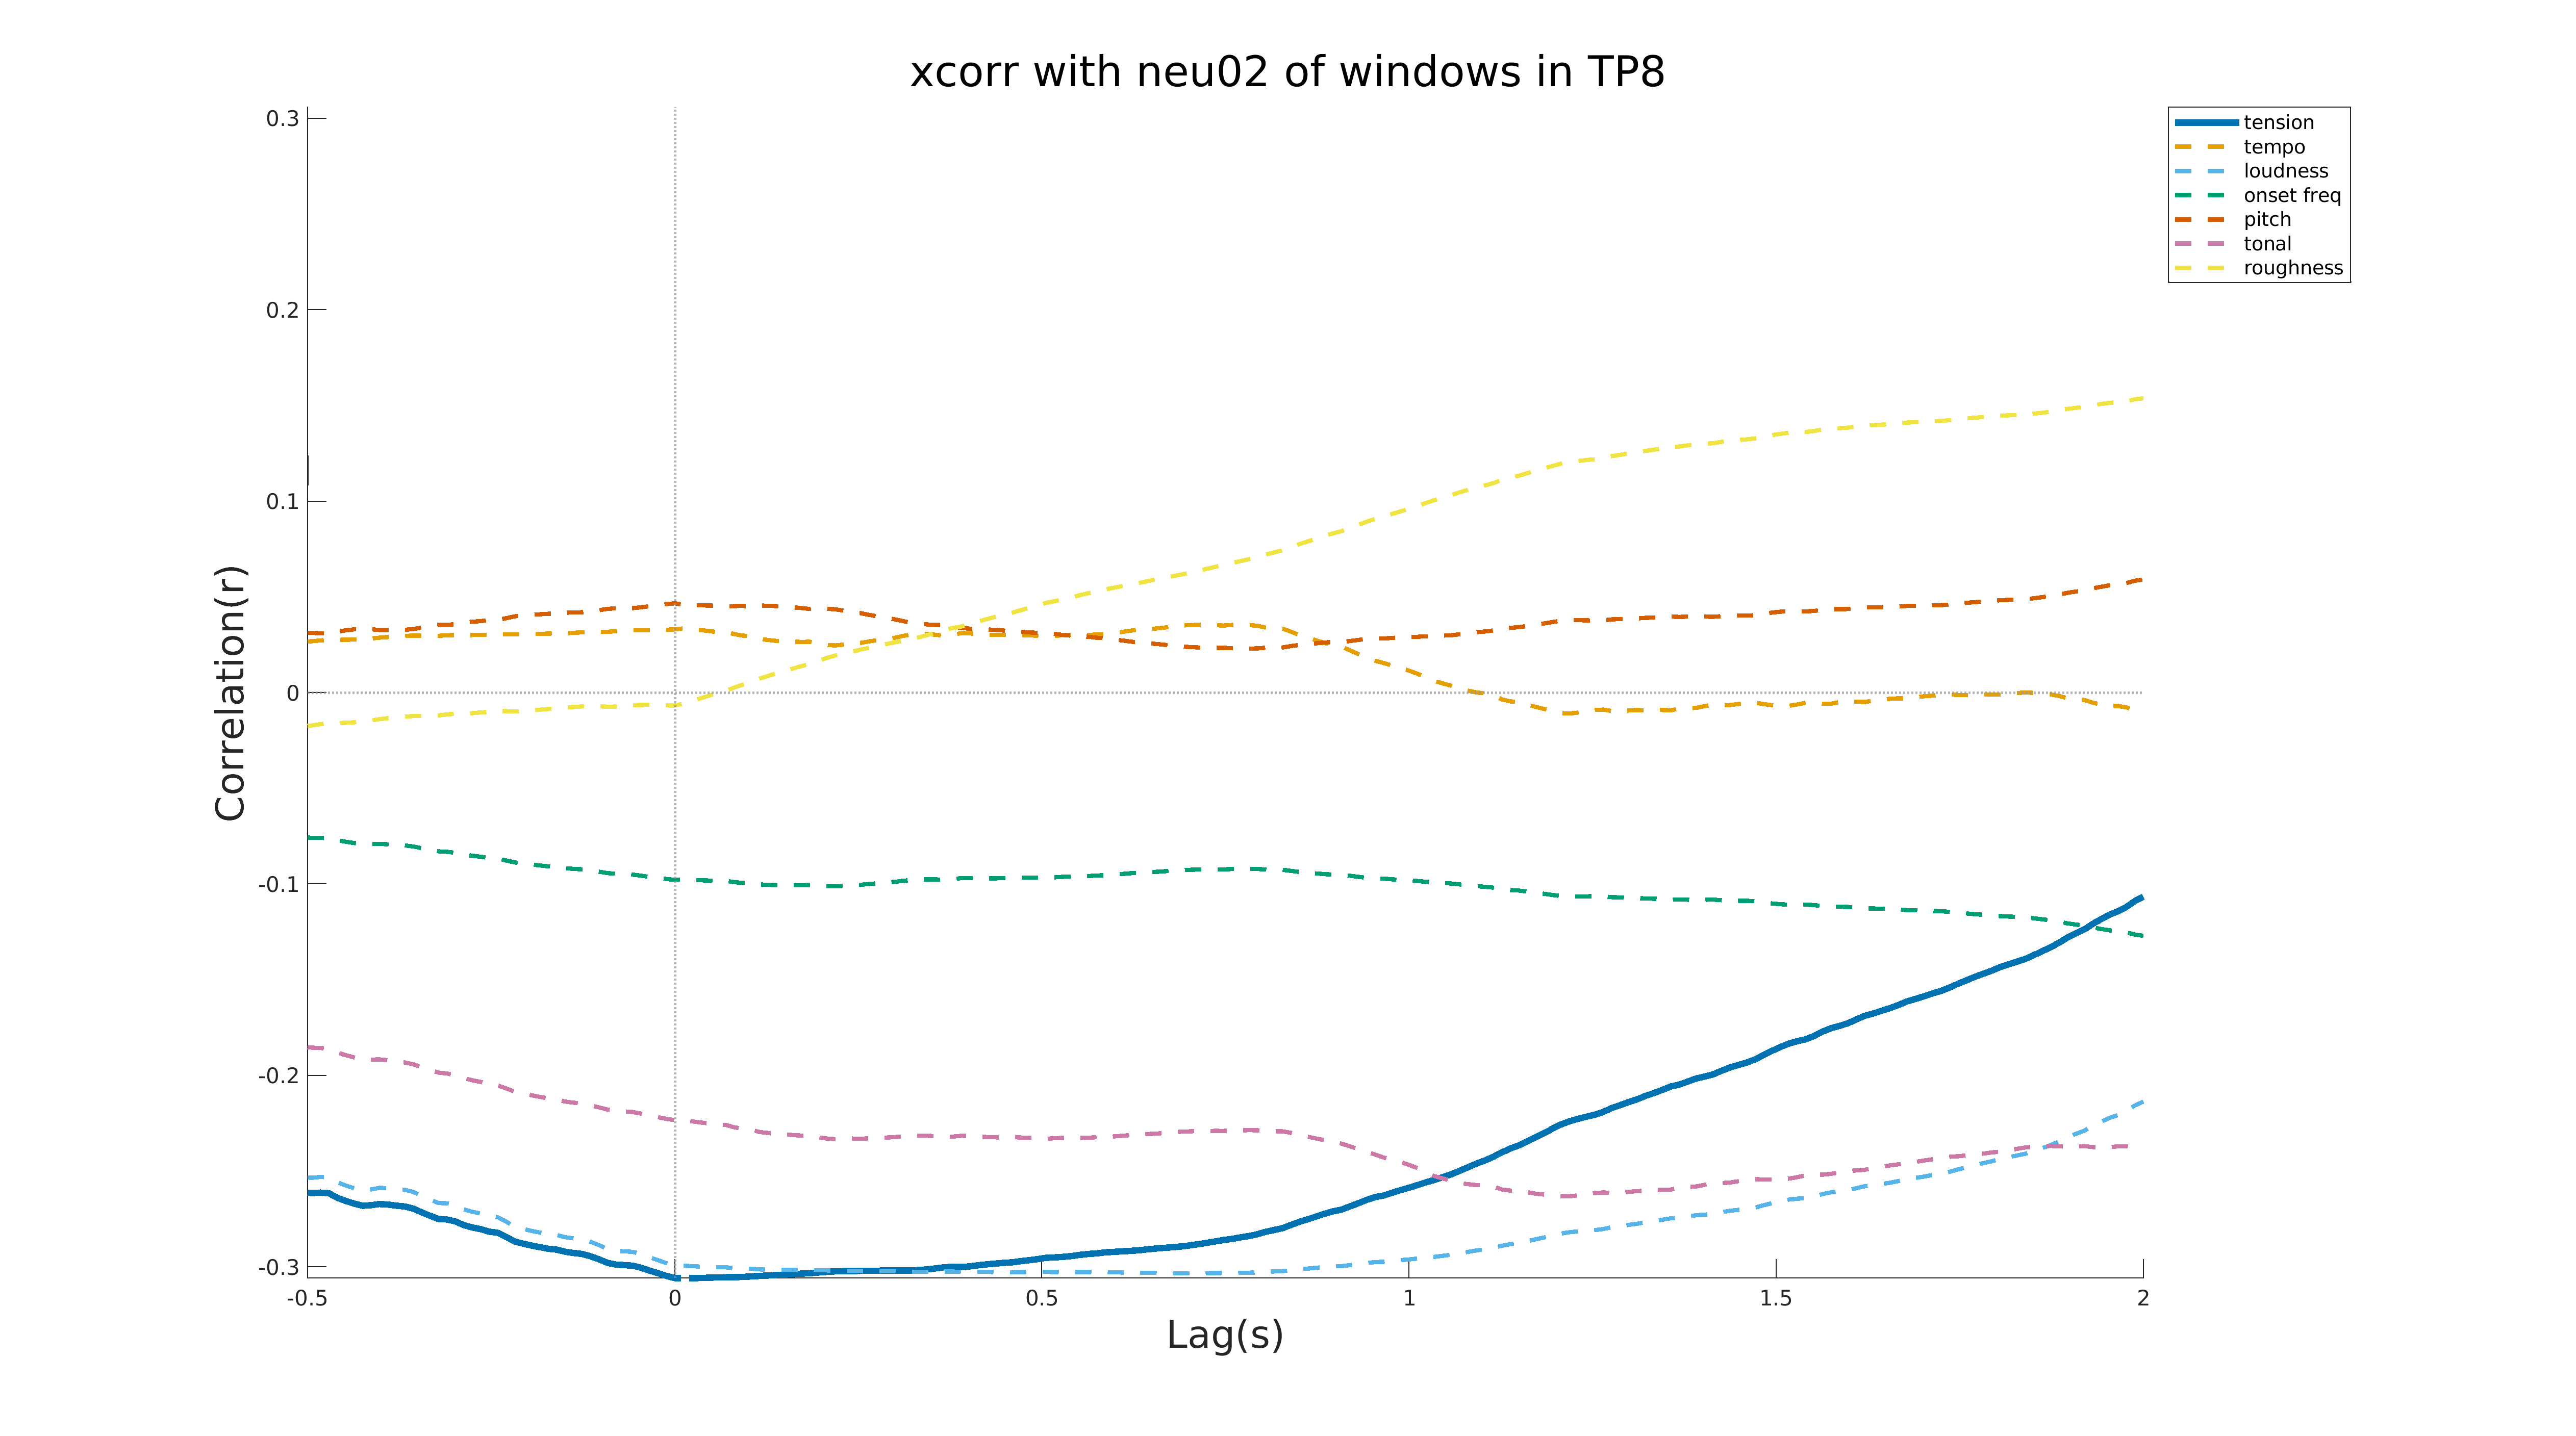 xcorr with neu02 of windows in TP8
tension
tempo
loudness
onset freq
pitch
tonal
roughness
0.3
0.2
0.1
0
-0.1
-0.2
-0.3
Correlation(r)
-0.5
0
0.5
1
1.5
2
Lag(s)